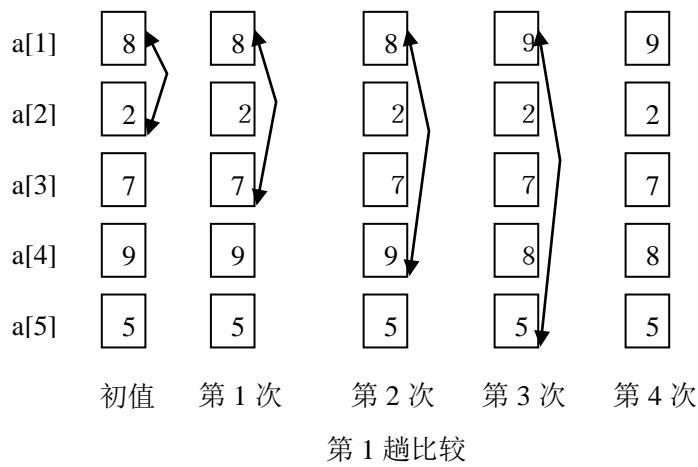 a[1] 8 8 8 9 9
a[2] 2 2 2 2 2
a[3] 7 7 7 7 7
a[4] 9 9 9 8 8
a[5] 5 5 5 5 5
初值 第 1 次 第 2 次 第 3 次 第 4 次
第 1 趟比较